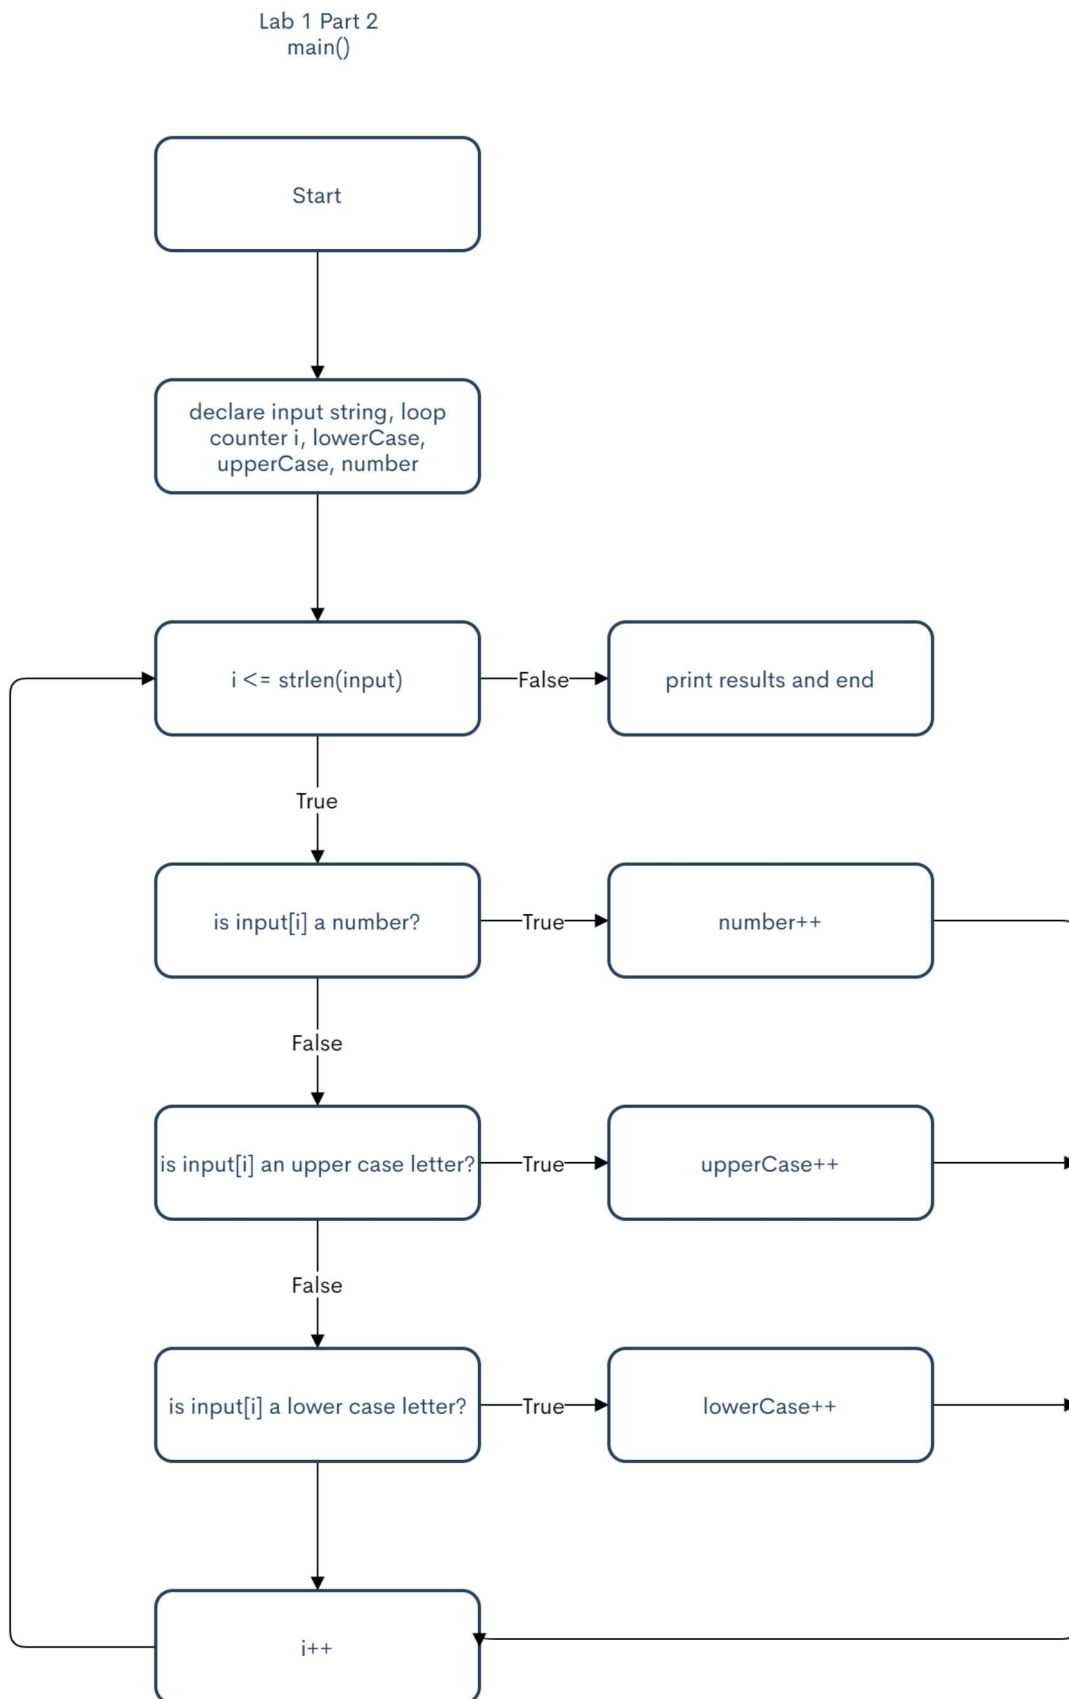 Lab 1 Part 2
main()
Start
declare input string, loop
counter i, lowerCase,
upperCase, number
i <= strlen(input)
False
print results and end
True
is input[i] a number?
True
number++
False
is input[i] an upper case letter?
True
upperCase++
False
is input[i] a lower case letter?
True
lowerCase++
i++